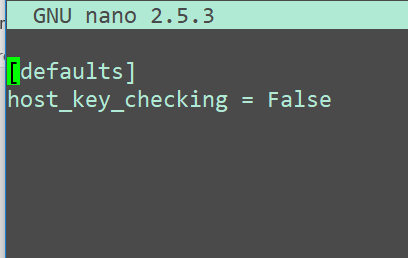 GNU nano 2.5.3
[defaults]
host_key_checking = False